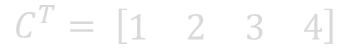 C^T = [1 2 3 4]